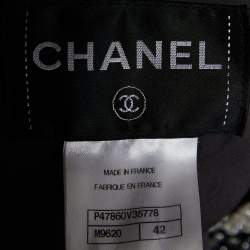 CHANEL
MADE IN FRANCE
FABRIQUE EN FRANCE
P47860V35778
M9620 42